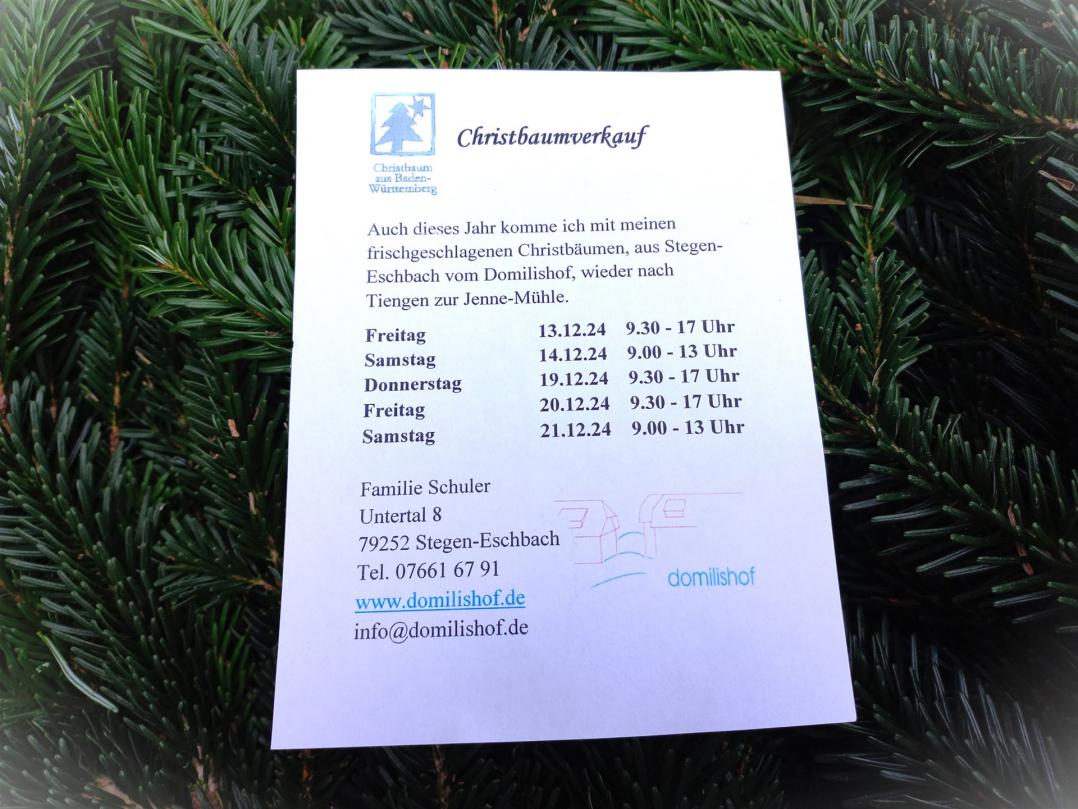 Christbaum
aus Baden-
Württemberg
Christbaumverkauf
Auch dieses Jahr komme ich mit meinen
frischgeschlagenen Christbäumen, aus Stegen-
Eschbach vom Domilishof, wieder nach
Tiengen zur Jenne-Mühle.
Freitag 13.12.24 9.30 - 17 Uhr
Samstag 14.12.24 9.00 - 13 Uhr
Donnerstag 19.12.24 9.30 - 17 Uhr
Freitag 20.12.24 9.30 - 17 Uhr
Samstag 21.12.24 9.00 - 13 Uhr
Familie Schuler
Untertal 8
79252 Stegen-Eschbach
Tel. 07661 67 91
www.domilishof.de
info@domilishof.de
domilishof